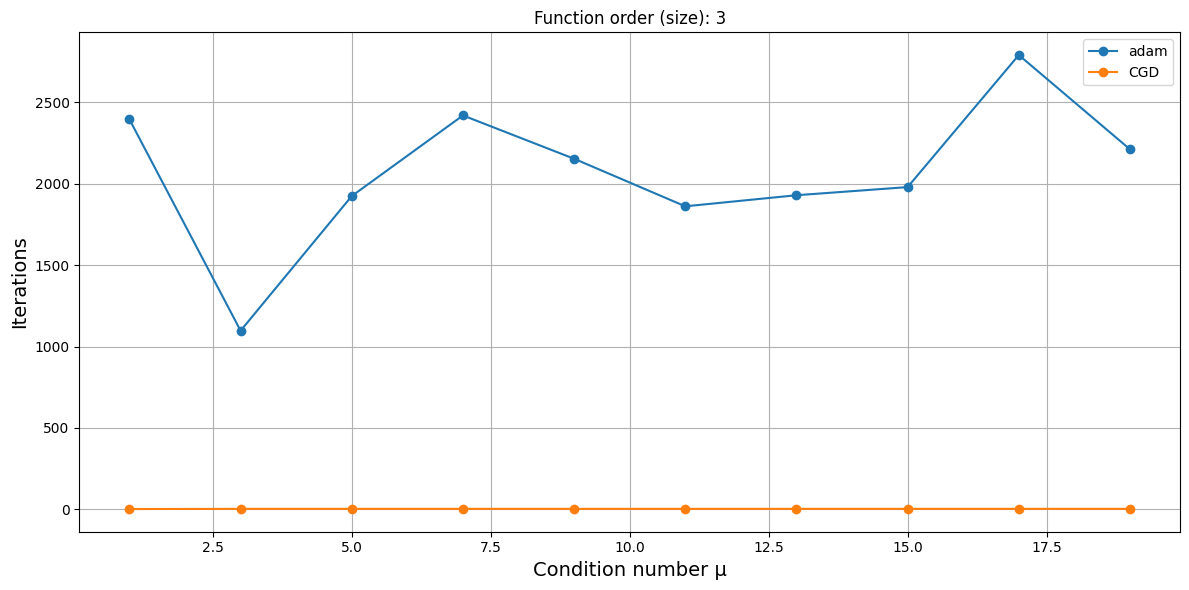 Function order (size): 3
adam
CGD
Iterations
2500
2000
1500
1000
500
0
2.5
5.0
7.5
10.0
12.5
15.0
17.5
Condition number μ